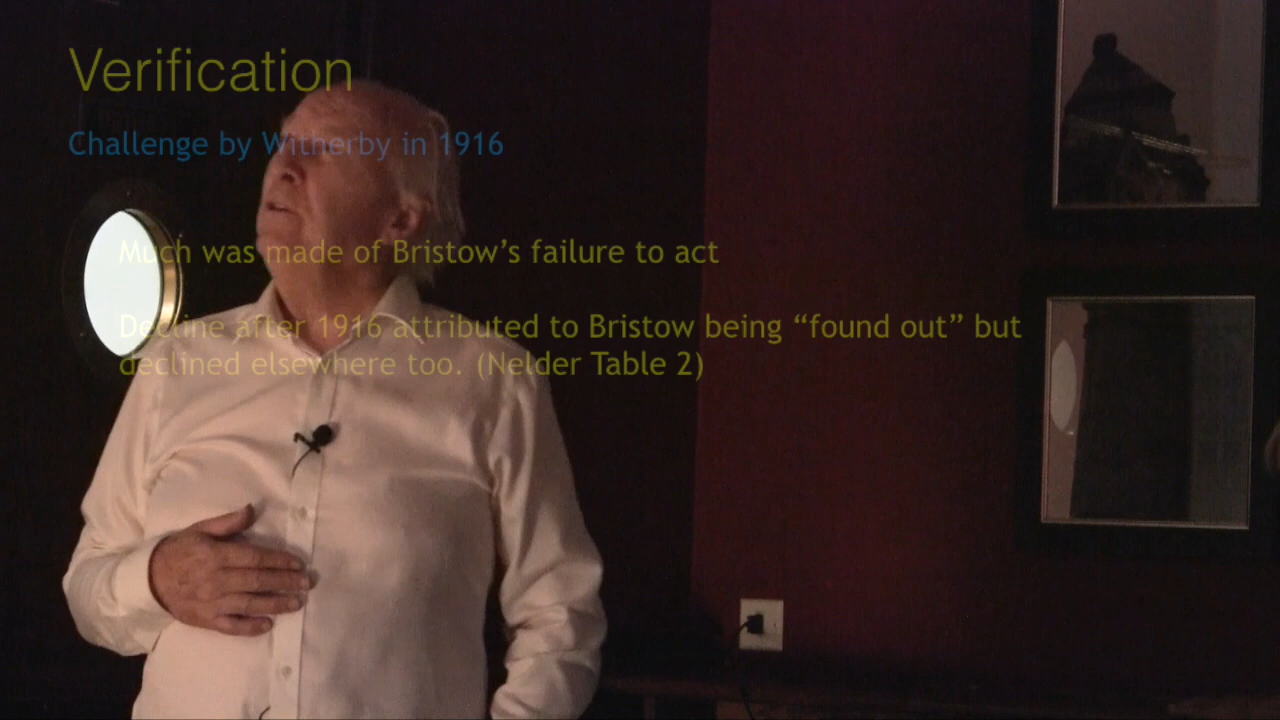 Verification
Challenge by Witherby in 1916
Much was made of Bristow’s failure to act
Decline after 1916 attributed to Bristow being “found out” but
declined elsewhere too. (Nelder Table 2)